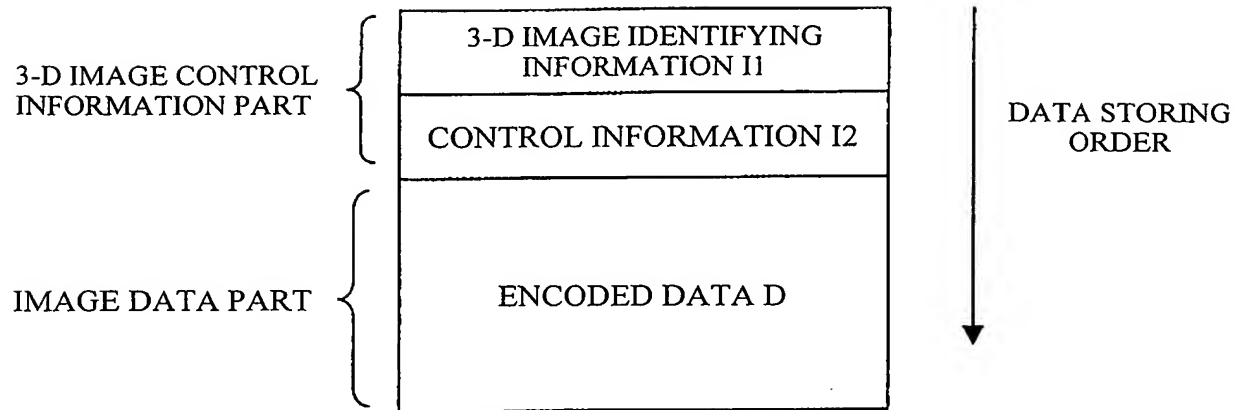 3-D IMAGE CONTROL
INFORMATION PART
3-D IMAGE IDENTIFYING
INFORMATION I1
CONTROL INFORMATION I2
DATA STORING
ORDER
IMAGE DATA PART
ENCODED DATA D